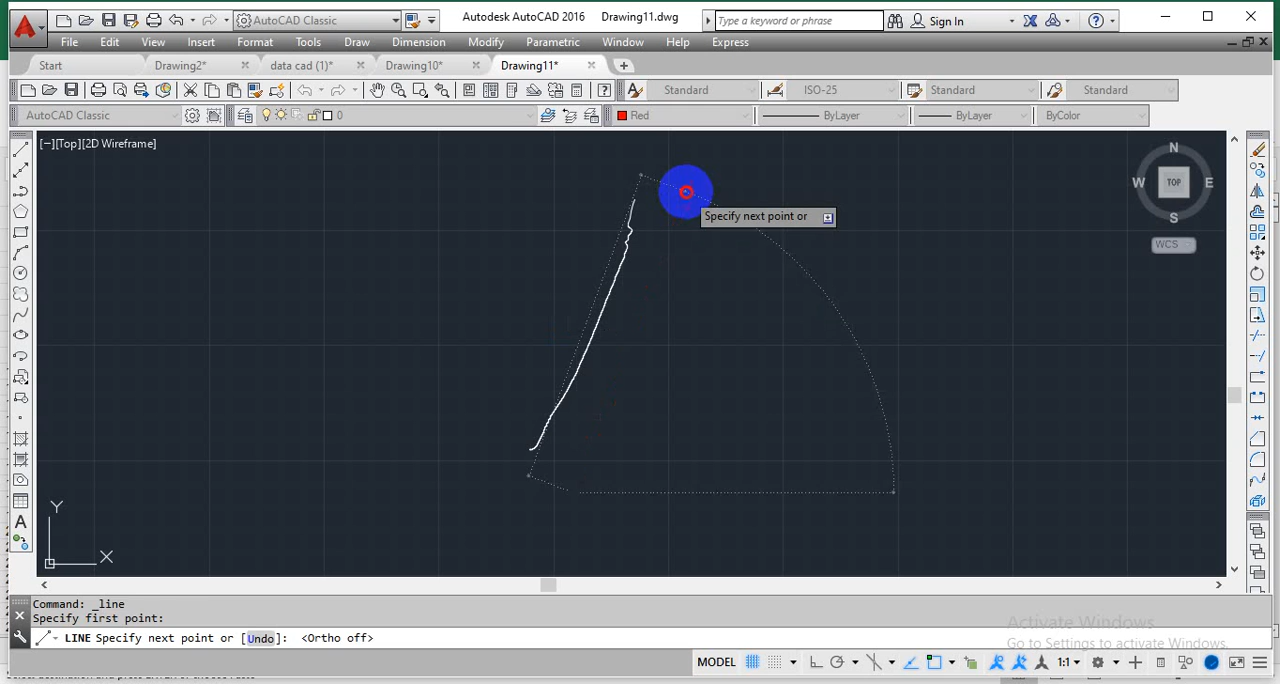 AutoCAD Classic
Autodesk AutoCAD 2016 Drawing11.dwg
Type a keyword or phrase
Sign In
File Edit View Insert Format Tools Draw Dimension Modify Parametric Window Help Express
Start Drawing2* data cad (1)* Drawing10* Drawing11*
Standard ISO-25 Standard Standard
AutoCAD Classic 0 Red ByLayer ByLayer ByColor
[−][Top][2D Wireframe]
N
W TOP E
S
WCS
Specify next point or
Y
X
Command: _line
Specify first point:
LINE Specify next point or [Undo]: <Ortho off>
Activate Windows
Go to Settings to activate Windows.
MODEL 1:1